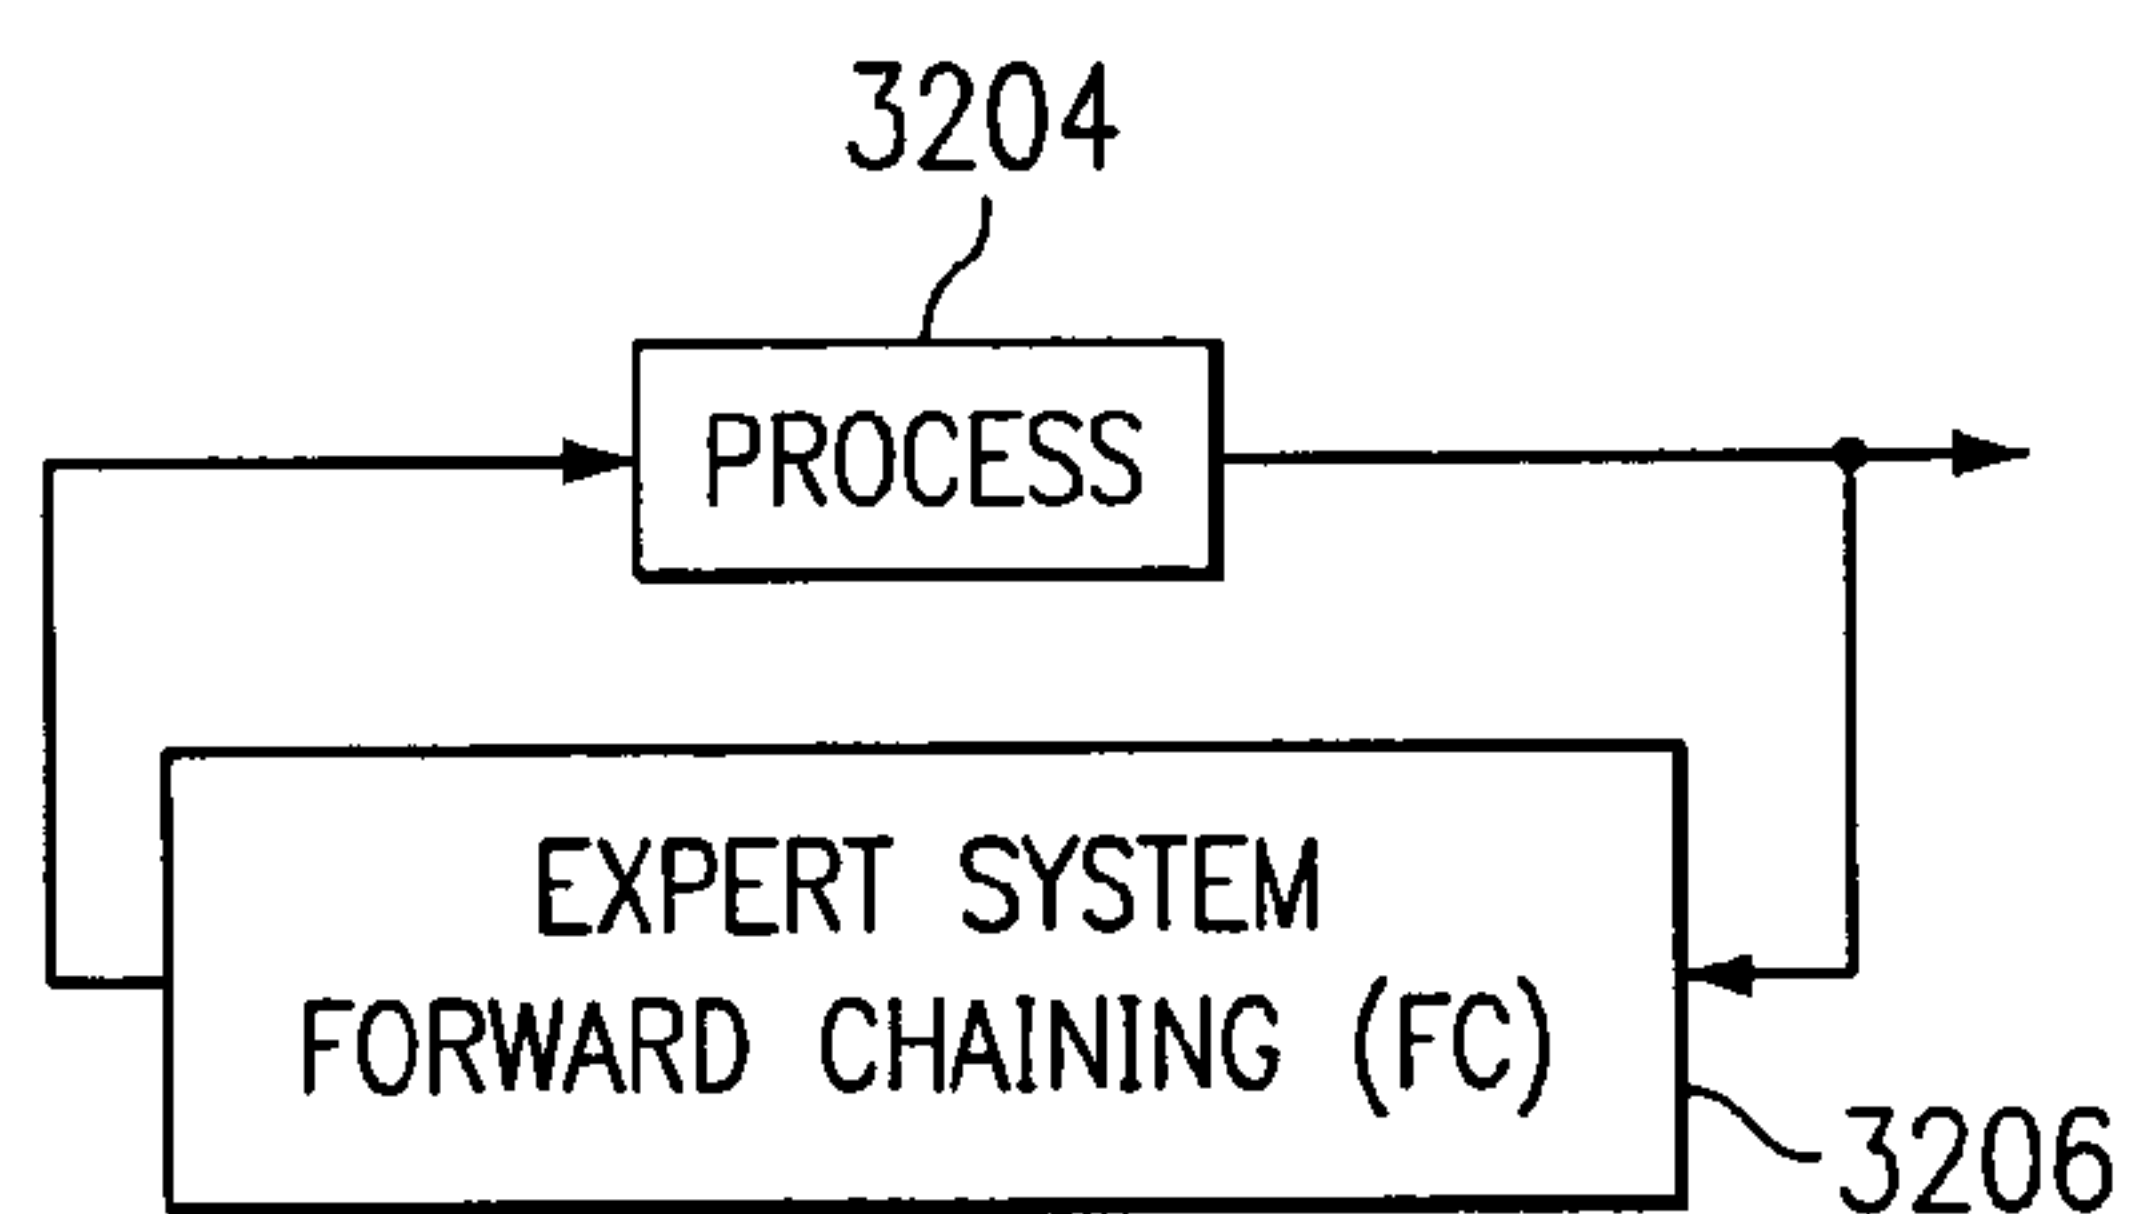 3204
PROCESS
EXPERT SYSTEM
FORWARD CHAINING (FC)
3206